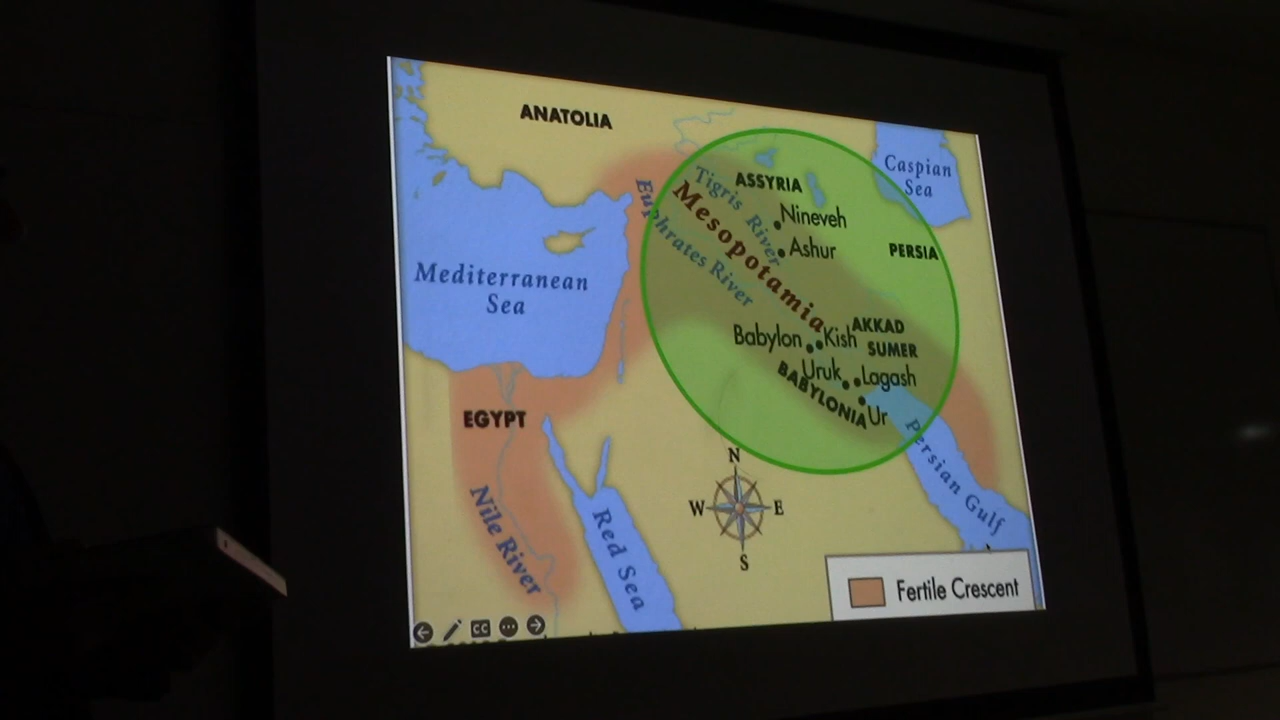 ANATOLIA
Caspian
Sea
Tigris River
ASSYRIA
Nineveh
Euphrates River
Mesopotamia
Ashur
PERSIA
Mediterranean
Sea
AKKAD
Babylon
Kish
SUMER
Uruk
Lagash
BABYLONIA
Ur
EGYPT
Persian Gulf
N
W
E
S
Nile River
Red Sea
Fertile Crescent
CC